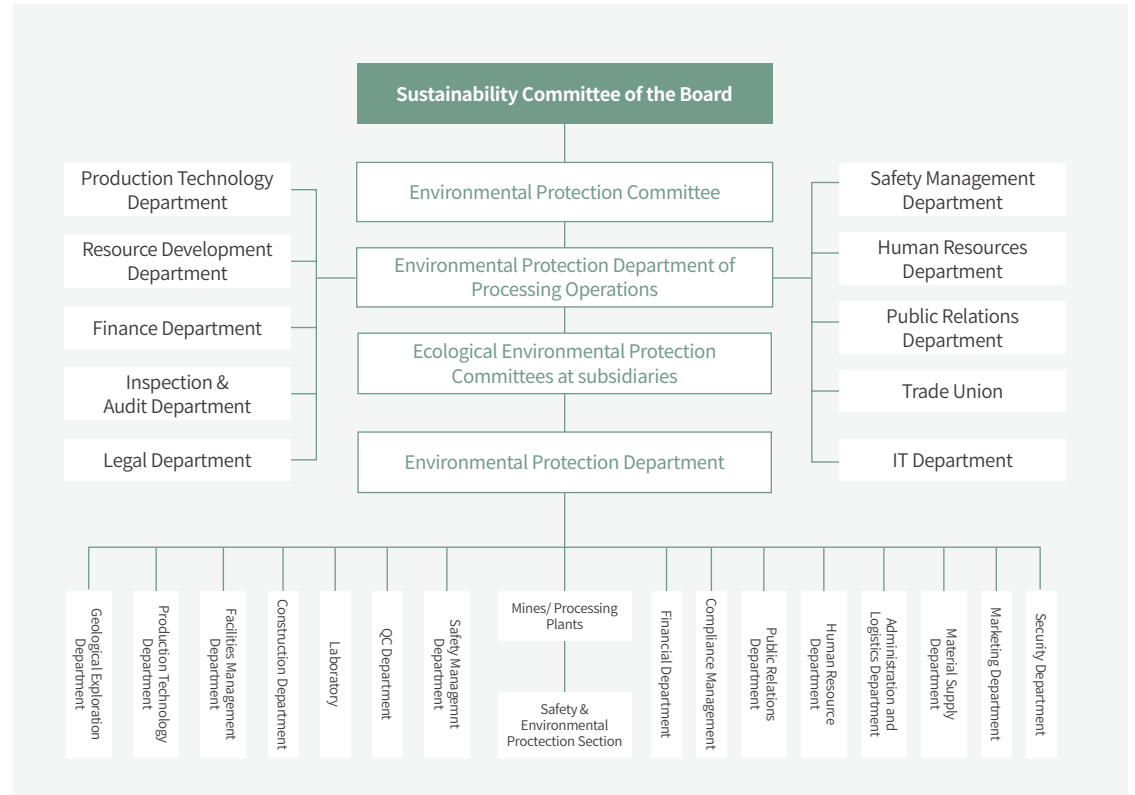 Sustainability Committee of the Board
Environmental Protection Committee
Environmental Protection Department of
Processing Operations
Ecological Environmental Protection
Committees at subsidiaries
Environmental Protection Department
Production Technology
Department
Resource Development
Department
Finance Department
Inspection &
Audit Department
Legal Department
Safety Management
Department
Human Resources
Department
Public Relations
Department
Trade Union
IT Department
Geological Exploration
Department
Production Technology
Department
Facilities Management
Department
Construction Department
Laboratory
QC Department
Safety Managemnt
Department
Mines/ Processing
Plants
Safety &
Environmental
Proctection Section
Financial Department
Compliance Management
Public Relations
Department
Human Resource
Department
Administration and
Logistics Department
Material Supply
Department
Marketing Department
Security Department